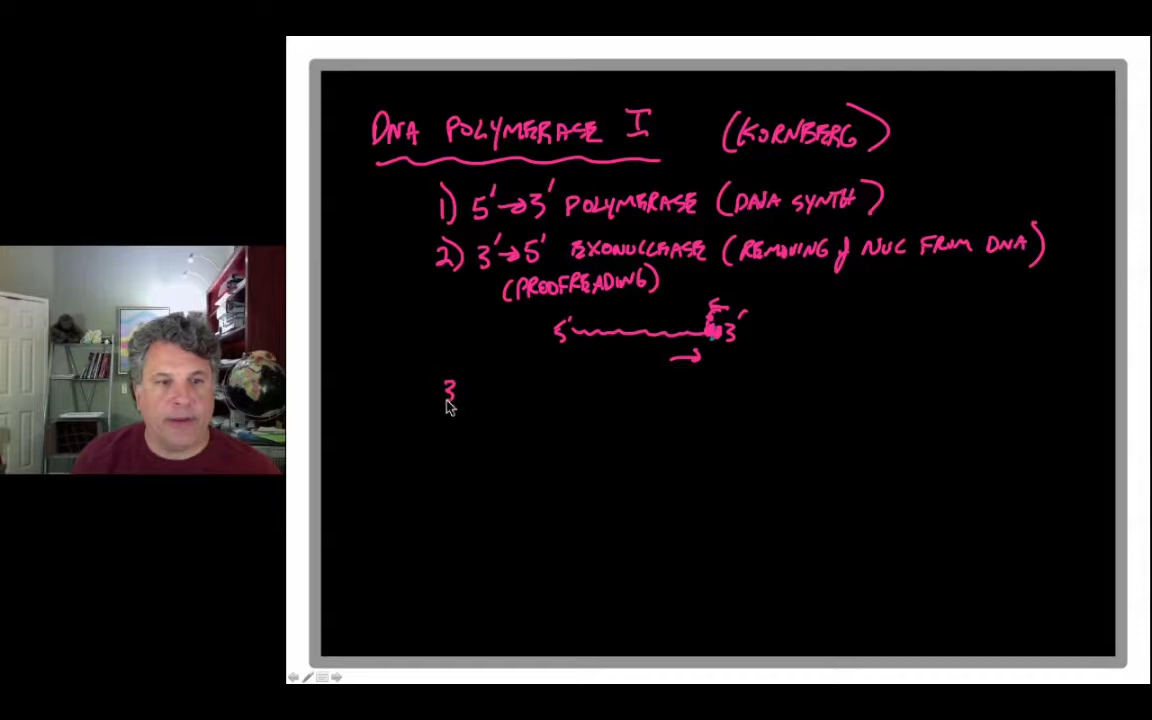 DNA POLYMERASE I (KORNBERG)
1) 5'→3' POLYMERASE (DNA SYNTH)
2) 3'→5' EXONUCLEASE (REMOVING of NUC FROM DNA)
(PROOFREADING)
5' 3'
3